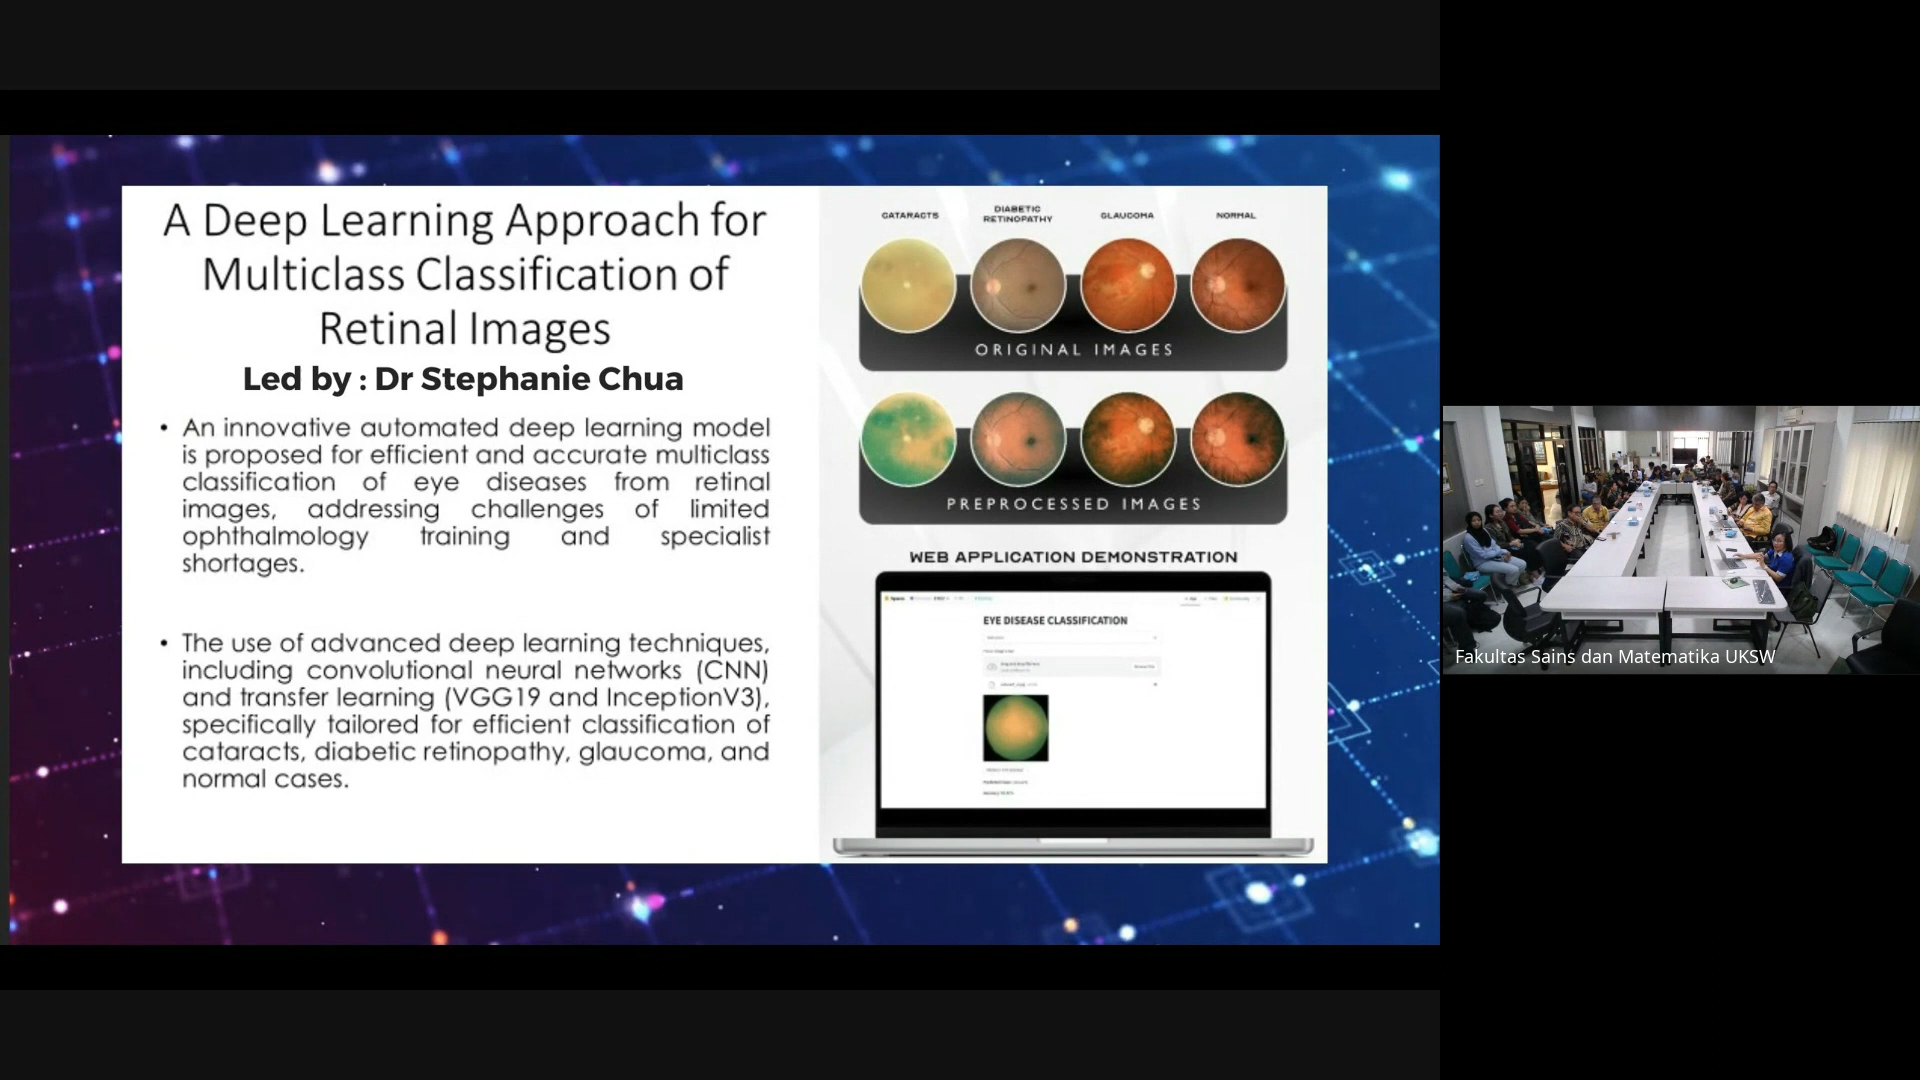 A Deep Learning Approach for
Multiclass Classification of
Retinal Images
Led by : Dr Stephanie Chua
• An innovative automated deep learning model
is proposed for efficient and accurate multiclass
classification of eye diseases from retinal
images, addressing challenges of limited
ophthalmology training and specialist
shortages.
• The use of advanced deep learning techniques,
including convolutional neural networks (CNN)
and transfer learning (VGG19 and InceptionV3),
specifically tailored for efficient classification of
cataracts, diabetic retinopathy, glaucoma, and
normal cases.
CATARACTS
DIABETIC
RETINOPATHY
GLAUCOMA
NORMAL
ORIGINAL IMAGES
PREPROCESSED IMAGES
WEB APPLICATION DEMONSTRATION
EYE DISEASE CLASSIFICATION
Fakultas Sains dan Matematika UKSW